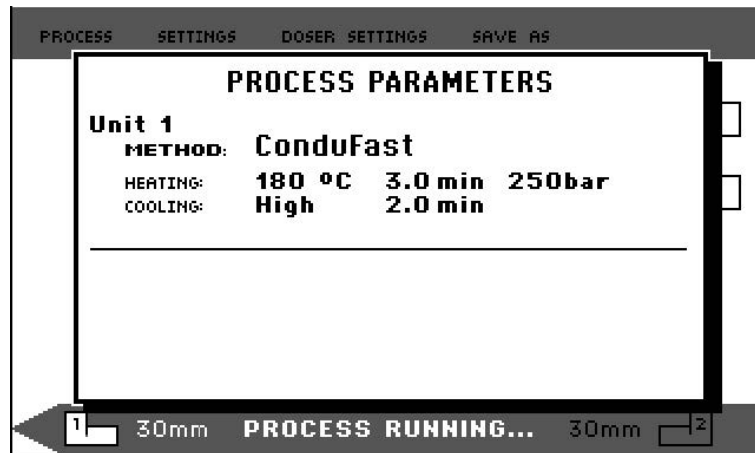 PROCESS SETTINGS DOSER SETTINGS SAVE AS
PROCESS PARAMETERS
Unit 1
METHOD: ConduFast
HEATING: 180 ºC 3.0 min 250bar
COOLING: High 2.0 min
1 30mm PROCESS RUNNING... 30mm 2